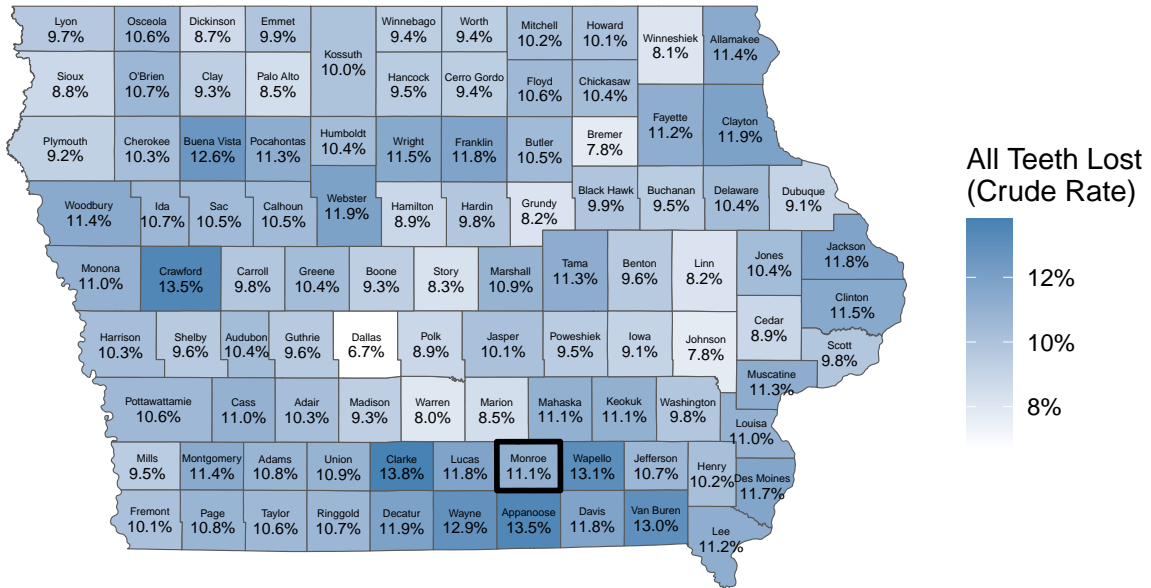 Lyon
9.7%
Osceola
10.6%
Dickinson
8.7%
Emmet
9.9%
Kossuth
10.0%
Winnebago
9.4%
Worth
9.4%
Mitchell
10.2%
Howard
10.1%
Winneshiek
8.1%
Allamakee
11.4%
Sioux
8.8%
O'Brien
10.7%
Clay
9.3%
Palo Alto
8.5%
Hancock
9.5%
Cerro Gordo
9.4%
Floyd
10.6%
Chickasaw
10.4%
Fayette
11.2%
Clayton
11.9%
Plymouth
9.2%
Cherokee
10.3%
Buena Vista
12.6%
Pocahontas
11.3%
Humboldt
10.4%
Wright
11.5%
Franklin
11.8%
Butler
10.5%
Bremer
7.8%
Woodbury
11.4%
Ida
10.7%
Sac
10.5%
Calhoun
10.5%
Webster
11.9%
Hamilton
8.9%
Hardin
9.8%
Grundy
8.2%
Black Hawk
9.9%
Buchanan
9.5%
Delaware
10.4%
Dubuque
9.1%
Monona
11.0%
Crawford
13.5%
Carroll
9.8%
Greene
10.4%
Boone
9.3%
Story
8.3%
Marshall
10.9%
Tama
11.3%
Benton
9.6%
Linn
8.2%
Jones
10.4%
Jackson
11.8%
Clinton
11.5%
Harrison
10.3%
Shelby
9.6%
Audubon
10.4%
Guthrie
9.6%
Dallas
6.7%
Polk
8.9%
Jasper
10.1%
Poweshiek
9.5%
Iowa
9.1%
Johnson
7.8%
Cedar
8.9%
Scott
9.8%
Muscatine
11.3%
Pottawattamie
10.6%
Cass
11.0%
Adair
10.3%
Madison
9.3%
Warren
8.0%
Marion
8.5%
Mahaska
11.1%
Keokuk
11.1%
Washington
9.8%
Louisa
11.0%
Mills
9.5%
Montgomery
11.4%
Adams
10.8%
Union
10.9%
Clarke
13.8%
Lucas
11.8%
Monroe
11.1%
Wapello
13.1%
Jefferson
10.7%
Henry
10.2%
Des Moines
11.7%
Fremont
10.1%
Page
10.8%
Taylor
10.6%
Ringgold
10.7%
Decatur
11.9%
Wayne
12.9%
Appanoose
13.5%
Davis
11.8%
Van Buren
13.0%
Lee
11.2%
All Teeth Lost
(Crude Rate)
12%
10%
8%